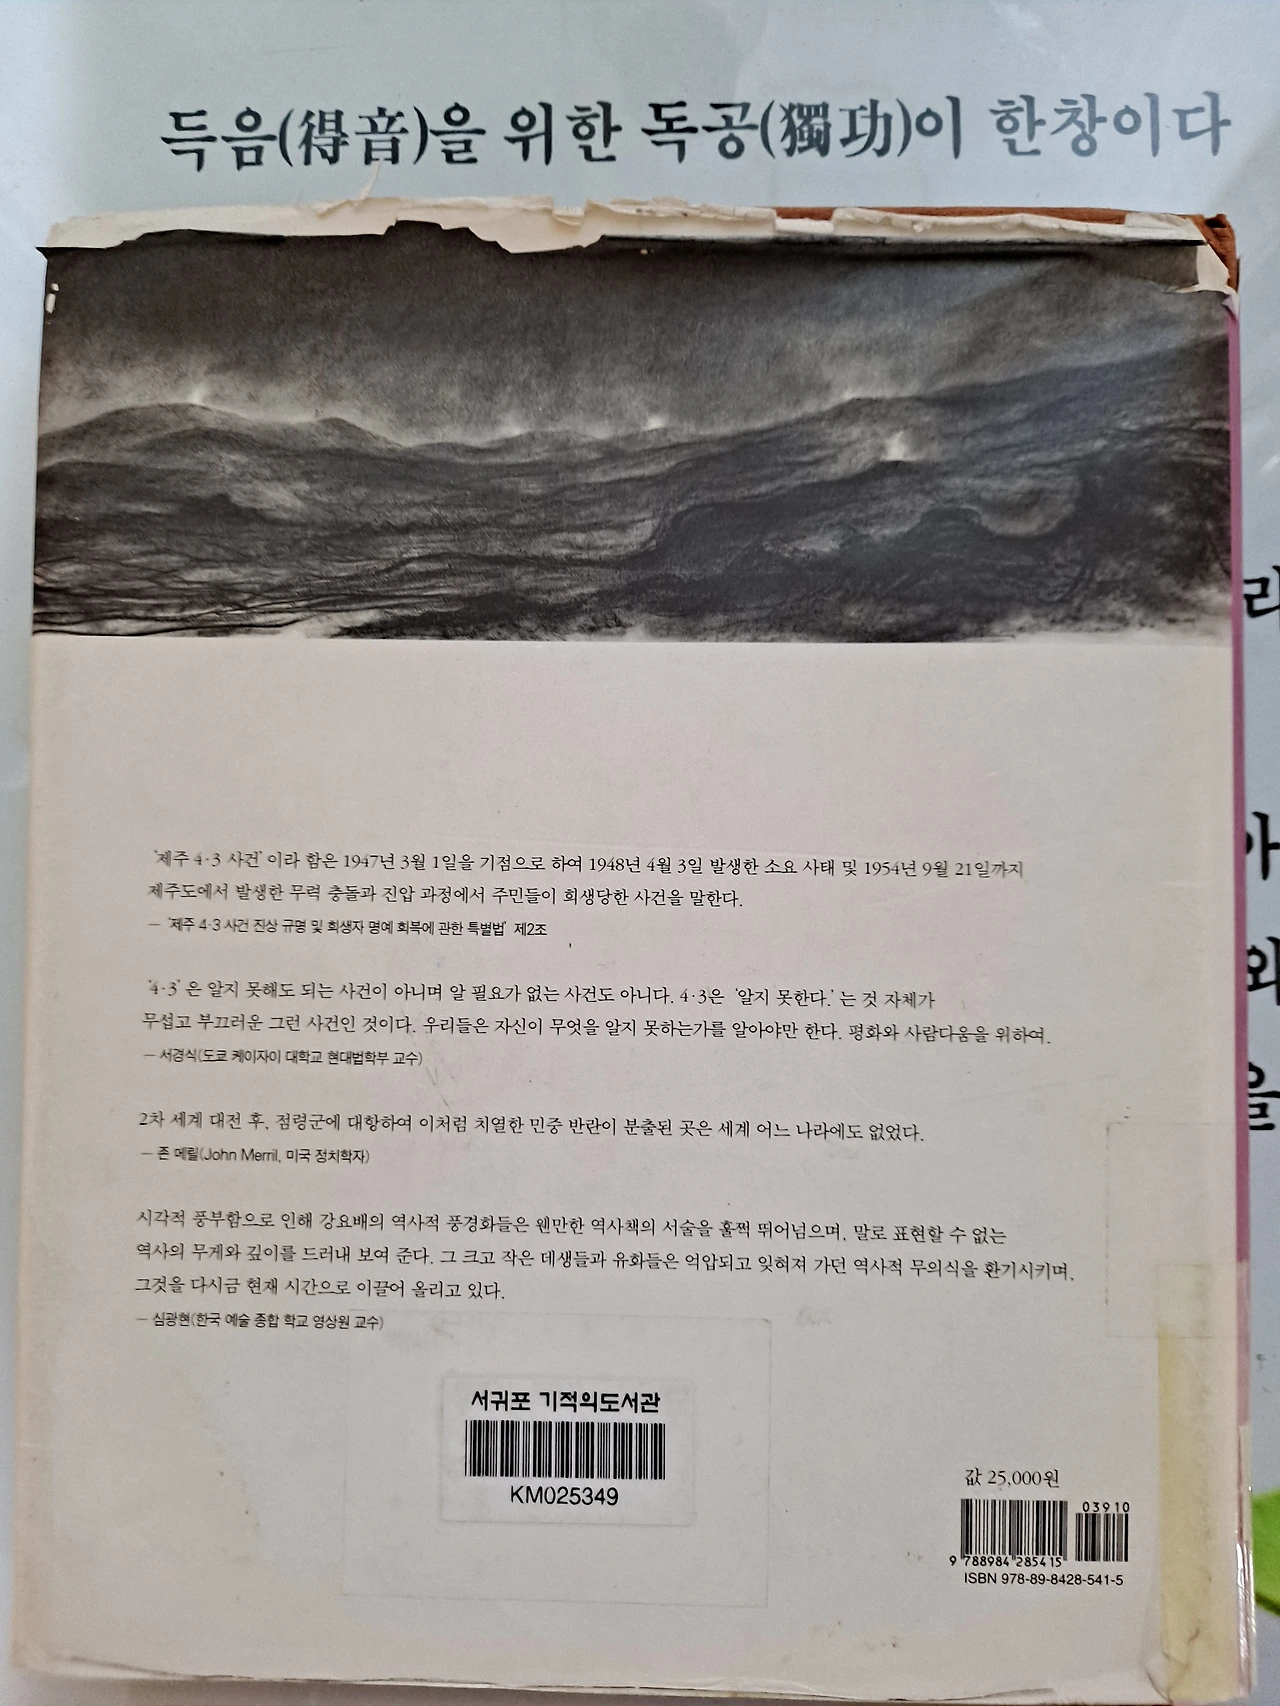 득음(得音)을 위한 독공(獨功)이 한창이다
'제주 4·3 사건' 이라 함은 1947년 3월 1일을 기점으로 하여 1948년 4월 3일 발생한 소요 사태 및 1954년 9월 21일까지
제주도에서 발생한 무력 충돌과 진압 과정에서 주민들이 희생당한 사건을 말한다.
— '제주 4·3 사건 진상 규명 및 희생자 명예 회복에 관한 특별법' 제2조
'4·3' 은 알지 못해도 되는 사건이 아니며 알 필요가 없는 사건도 아니다. 4·3은 '알지 못한다.' 는 것 자체가
무섭고 부끄러운 그런 사건인 것이다. 우리들은 자신이 무엇을 알지 못하는가를 알아야만 한다. 평화와 사람다움을 위하여.
— 서경식(도쿄 케이자이 대학교 현대법학부 교수)
2차 세계 대전 후, 점령군에 대항하여 이처럼 치열한 민중 반란이 분출된 곳은 세계 어느 나라에도 없었다.
— 존 메릴(John Merril, 미국 정치학자)
시각적 풍부함으로 인해 강요배의 역사적 풍경화들은 웬만한 역사책의 서술을 훌쩍 뛰어넘으며, 말로 표현할 수 없는
역사의 무게와 깊이를 드러내 보여 준다. 그 크고 작은 데생들과 유화들은 억압되고 잊혀져 가던 역사적 무의식을 환기시키며,
그것을 다시금 현재 시간으로 이끌어 올리고 있다.
— 심광현(한국 예술 종합 학교 영상원 교수)
서귀포 기적의도서관
KM025349
값 25,000원
03910
9 788984 285415
ISBN 978-89-8428-541-5
라
와
을